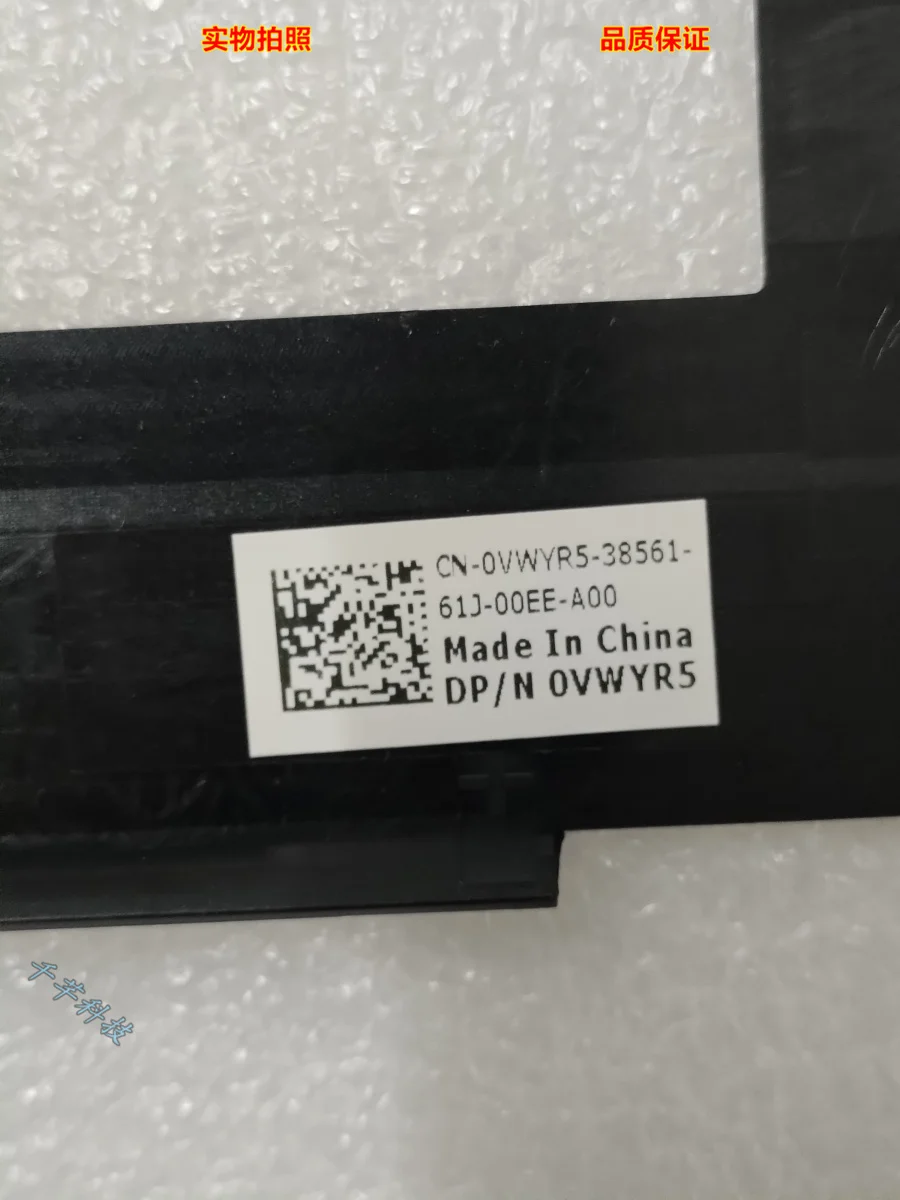 实物拍照
品质保证
CN-0VWYR5-38561-
61J-00EE-A00
Made In China
DP/N 0VWYR5
千芊科技